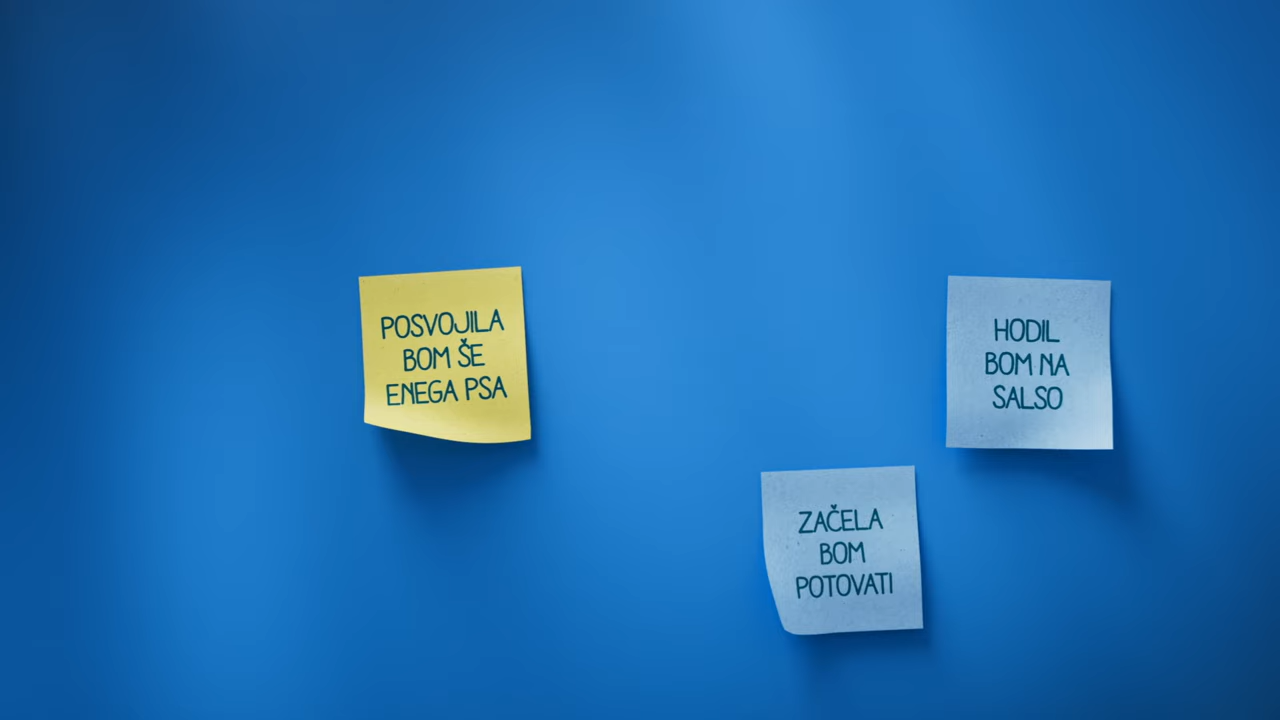 POSVOJILA
BOM ŠE
ENEGA PSA
HODIL
BOM NA
SALSO
ZAČELA
BOM
POTOVATI